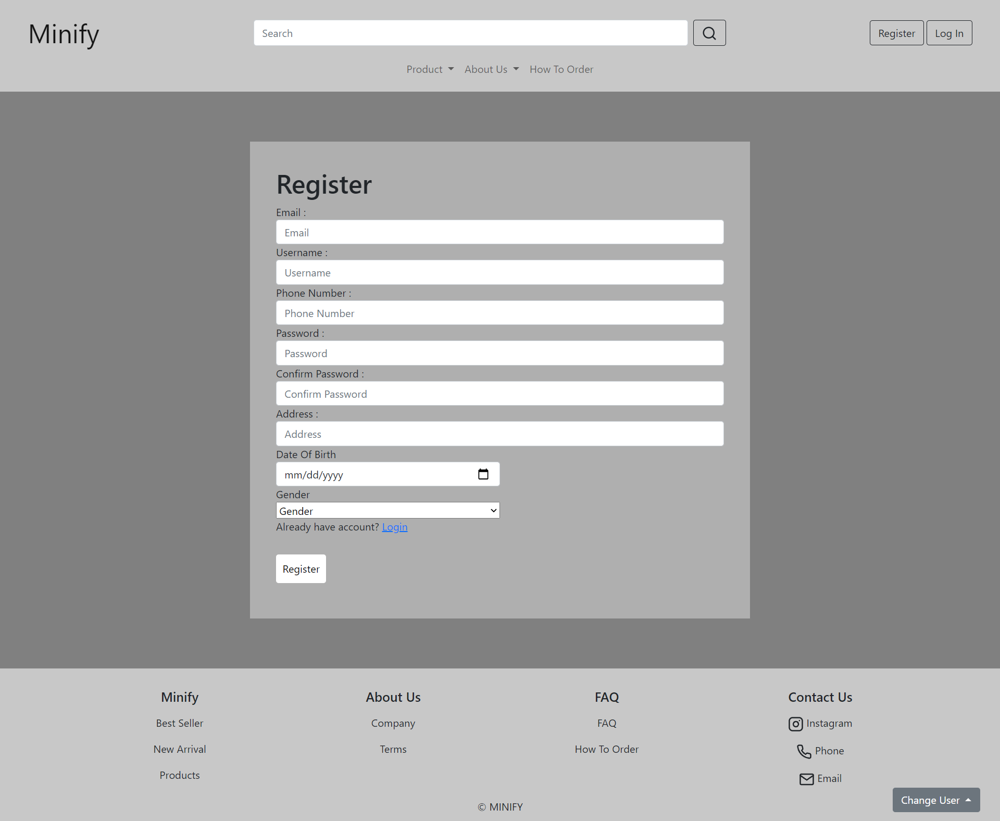 Minify
Search
Register
Log In
Product
About Us
How To Order
Register
Email :
Email
Username :
Username
Phone Number :
Phone Number
Password :
Password
Confirm Password :
Confirm Password
Address :
Address
Date Of Birth
mm/dd/yyyy
Gender
Gender
Already have account? Login
Register
Minify
Best Seller
New Arrival
Products
About Us
Company
Terms
FAQ
FAQ
How To Order
Contact Us
Instagram
Phone
Email
Change User
© MINIFY